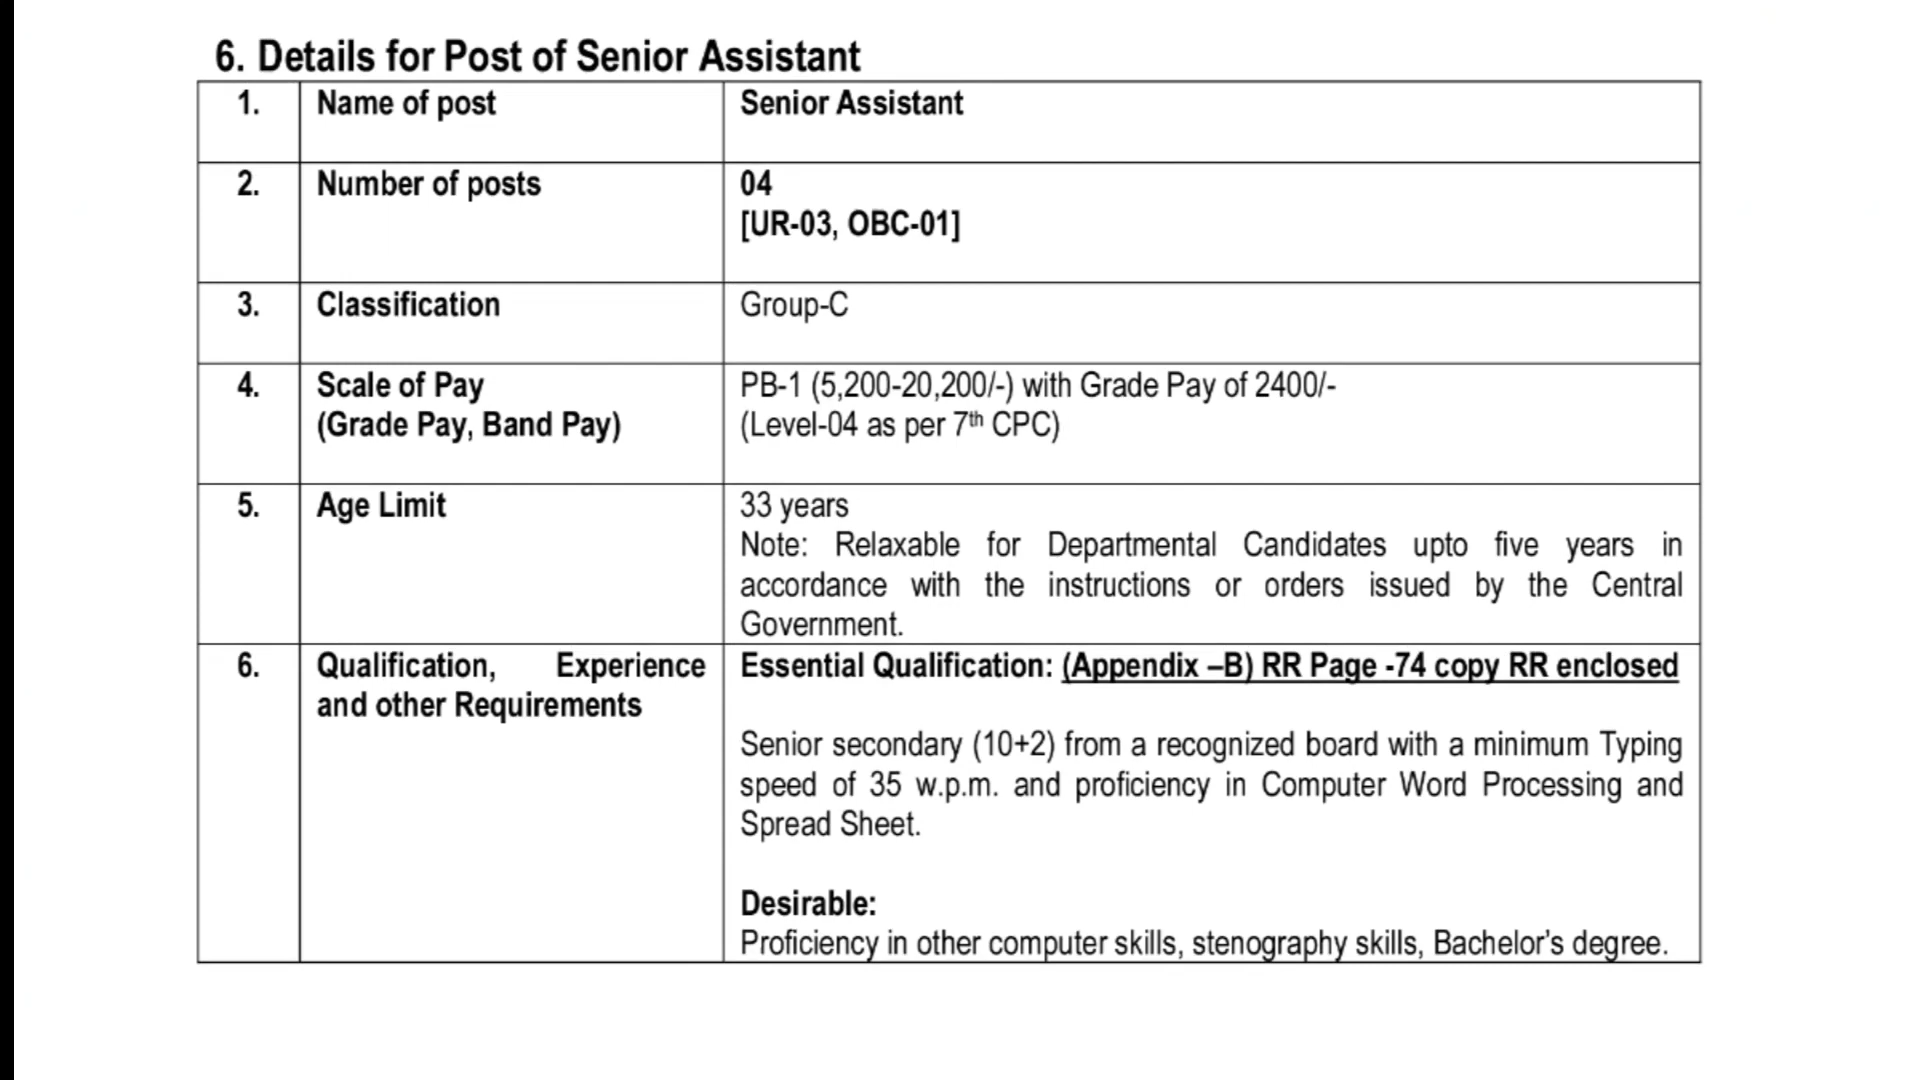 6. Details for Post of Senior Assistant
1. Name of post Senior Assistant
2. Number of posts 04
[UR-03, OBC-01]
3. Classification Group-C
4. Scale of Pay PB-1 (5,200-20,200/-) with Grade Pay of 2400/-
(Grade Pay, Band Pay) (Level-04 as per 7th CPC)
5. Age Limit 33 years
Note: Relaxable for Departmental Candidates upto five years in
accordance with the instructions or orders issued by the Central
Government.
6. Qualification, Experience Essential Qualification: (Appendix –B) RR Page -74 copy RR enclosed
and other Requirements
Senior secondary (10+2) from a recognized board with a minimum Typing
speed of 35 w.p.m. and proficiency in Computer Word Processing and
Spread Sheet.
Desirable:
Proficiency in other computer skills, stenography skills, Bachelor's degree.